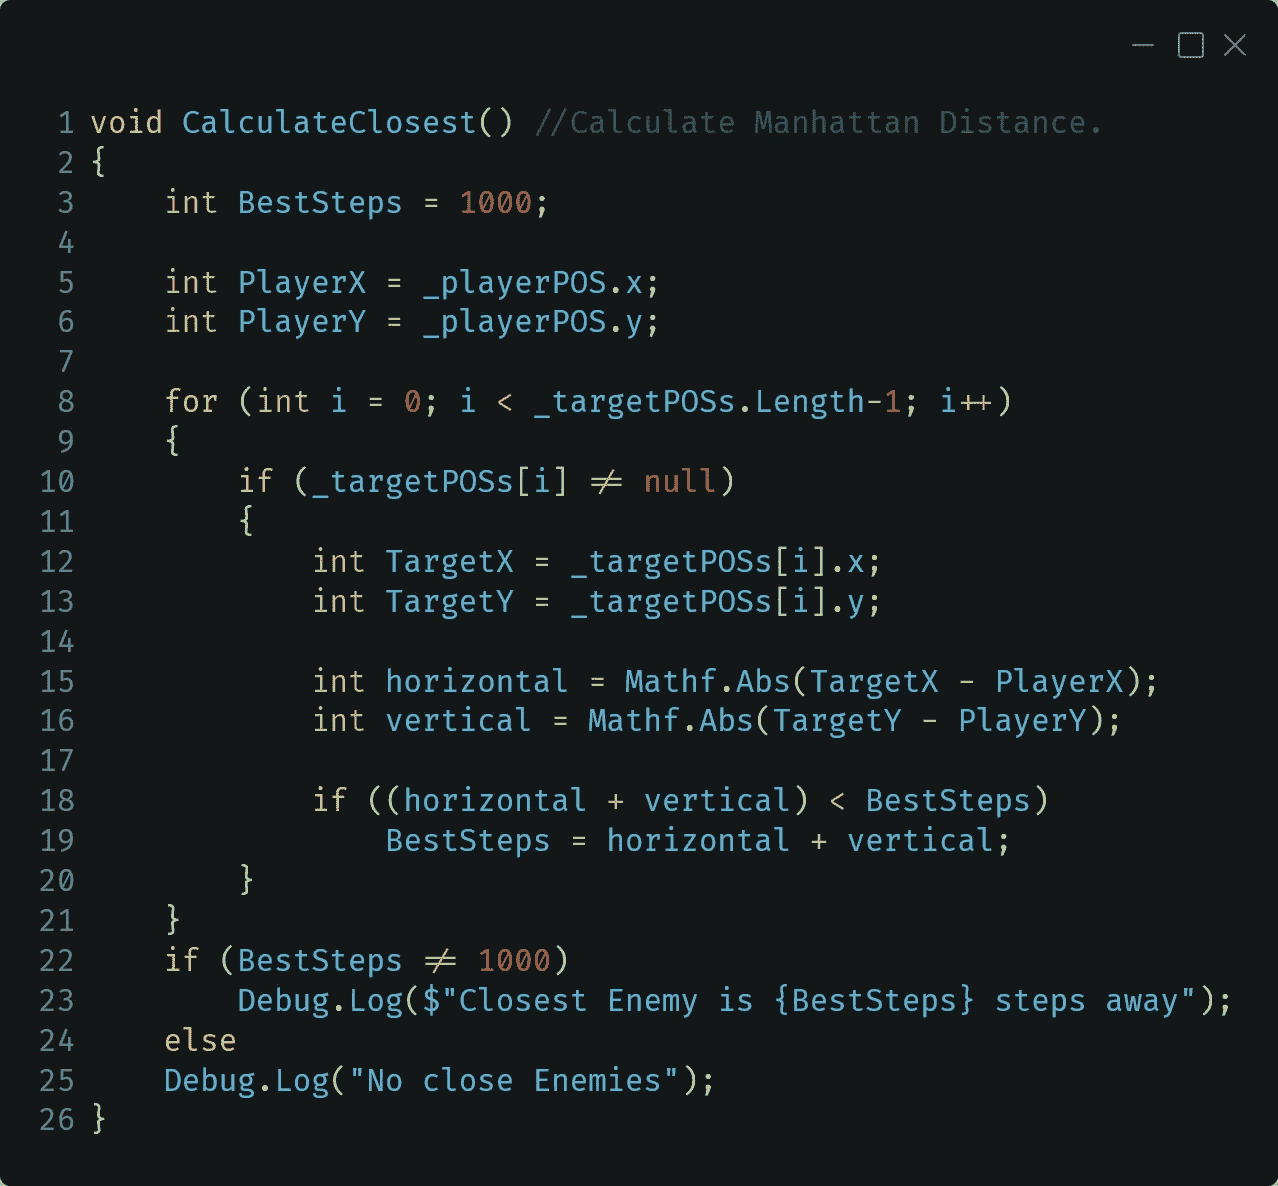 1 void CalculateClosest() //Calculate Manhattan Distance.
2 {
3     int BestSteps = 1000;
4
5     int PlayerX = _playerPOS.x;
6     int PlayerY = _playerPOS.y;
7
8     for (int i = 0; i < _targetPOSs.Length-1; i++)
9     {
10         if (_targetPOSs[i] != null)
11         {
12             int TargetX = _targetPOSs[i].x;
13             int TargetY = _targetPOSs[i].y;
14
15             int horizontal = Mathf.Abs(TargetX - PlayerX);
16             int vertical = Mathf.Abs(TargetY - PlayerY);
17
18             if ((horizontal + vertical) < BestSteps)
19                 BestSteps = horizontal + vertical;
20         }
21     }
22     if (BestSteps != 1000)
23         Debug.Log($"Closest Enemy is {BestSteps} steps away");
24     else
25     Debug.Log("No close Enemies");
26 }